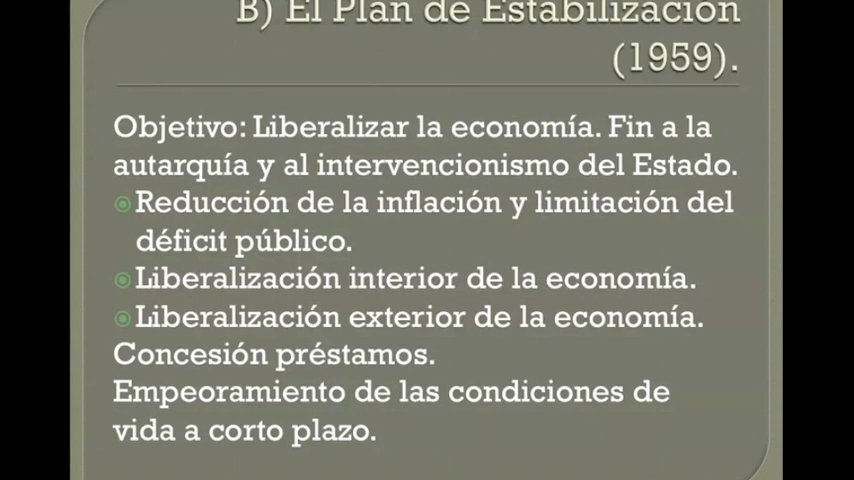 B) El Plan de Estabilización
(1959).
Objetivo: Liberalizar la economía. Fin a la
autarquía y al intervencionismo del Estado.
Reducción de la inflación y limitación del
déficit público.
Liberalización interior de la economía.
Liberalización exterior de la economía.
Concesión préstamos.
Empeoramiento de las condiciones de
vida a corto plazo.